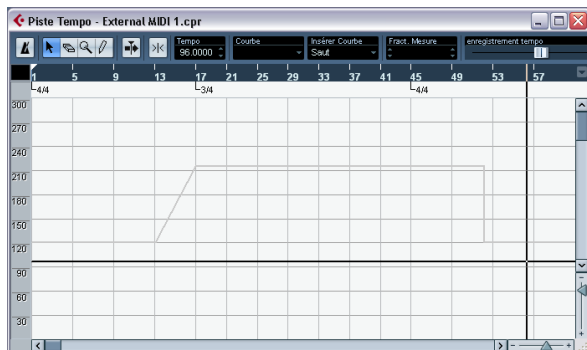 Piste Tempo - External MIDI 1.cpr
Tempo
96.0000
Courbe
Insérer Courbe
Saut
Fract. Mesure
enregistrement tempo
1 5 9 13 17 21 25 29 33 37 41 45 49 53 57
4/4 3/4 4/4
300
270
240
210
180
150
120
90
60
30